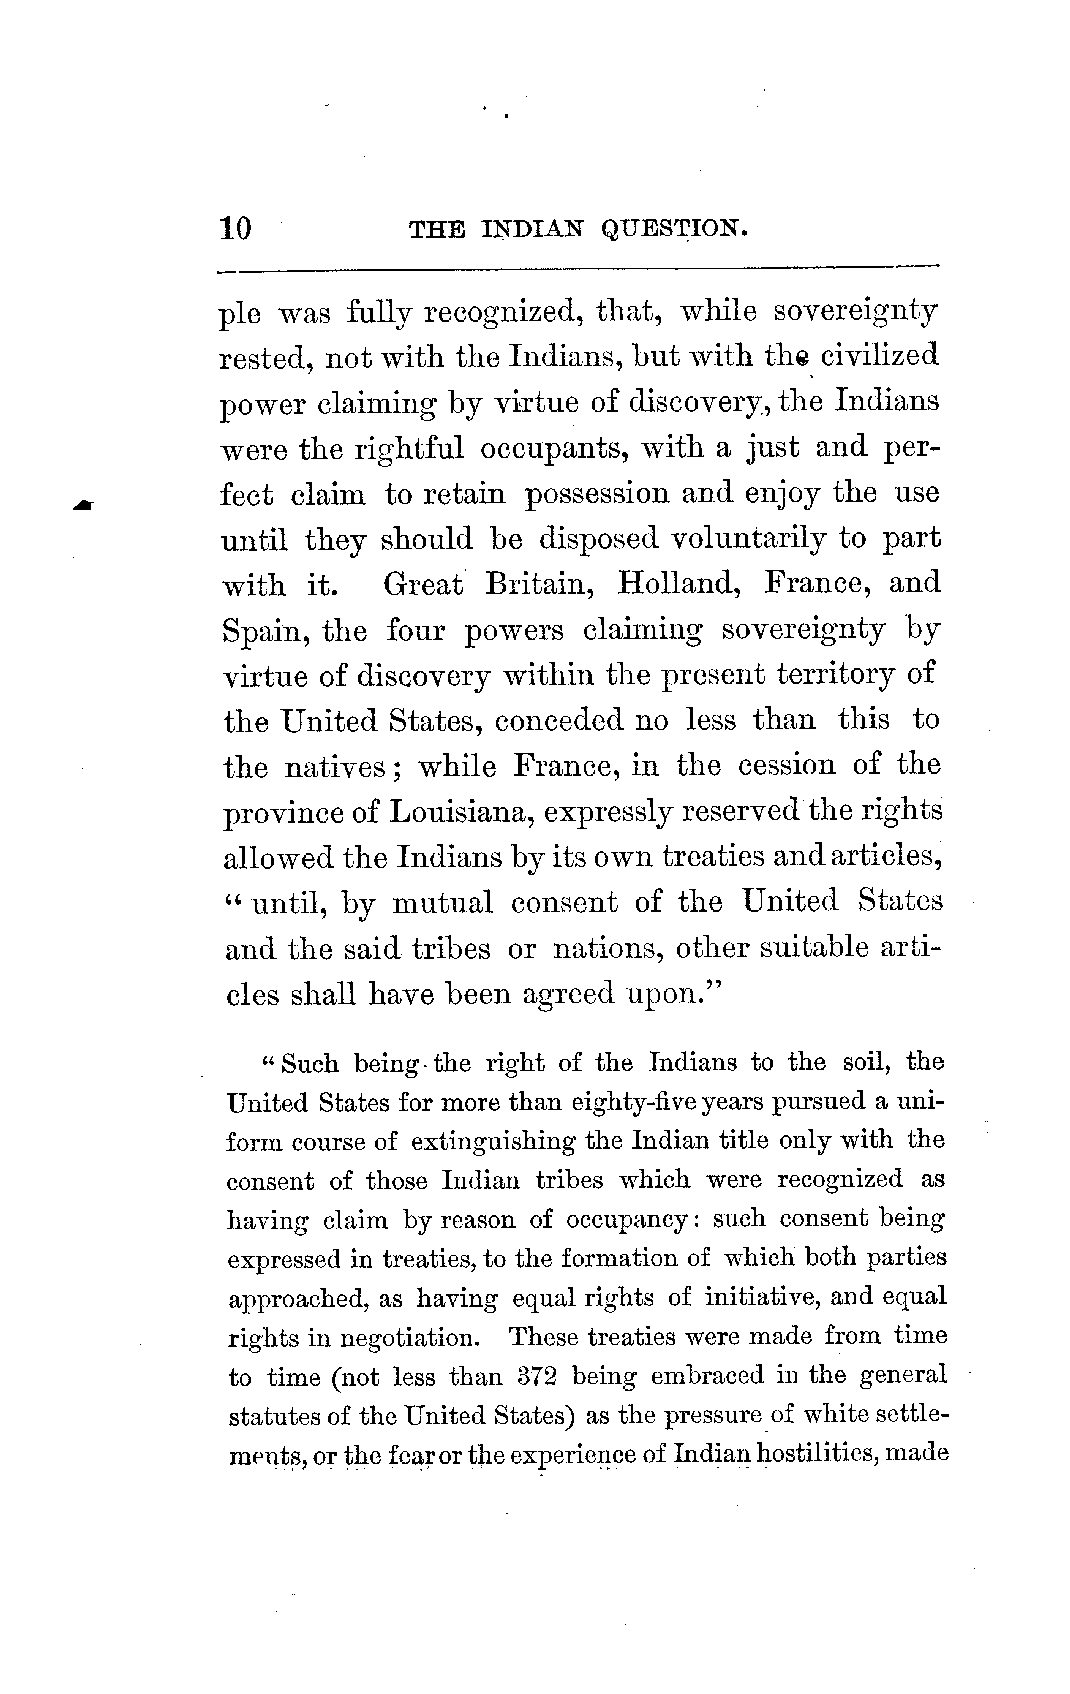 10 THE INDIAN QUESTION.
ple was fully recognized, that, while sovereignty
rested, not with the Indians, but with the civilized
power claiming by virtue of discovery, the Indians
were the rightful occupants, with a just and per-
fect claim to retain possession and enjoy the use
until they should be disposed voluntarily to part
with it. Great Britain, Holland, France, and
Spain, the four powers claiming sovereignty by
virtue of discovery within the present territory of
the United States, conceded no less than this to
the natives; while France, in the cession of the
province of Louisiana, expressly reserved the rights
allowed the Indians by its own treaties and articles,
“until, by mutual consent of the United States
and the said tribes or nations, other suitable arti-
cles shall have been agreed upon.”
“Such being the right of the Indians to the soil, the
United States for more than eighty-five years pursued a uni-
form course of extinguishing the Indian title only with the
consent of those Indian tribes which were recognized as
having claim by reason of occupancy: such consent being
expressed in treaties, to the formation of which both parties
approached, as having equal rights of initiative, and equal
rights in negotiation. These treaties were made from time
to time (not less than 372 being embraced in the general
statutes of the United States) as the pressure of white settle-
ments, or the fear or the experience of Indian hostilities, made